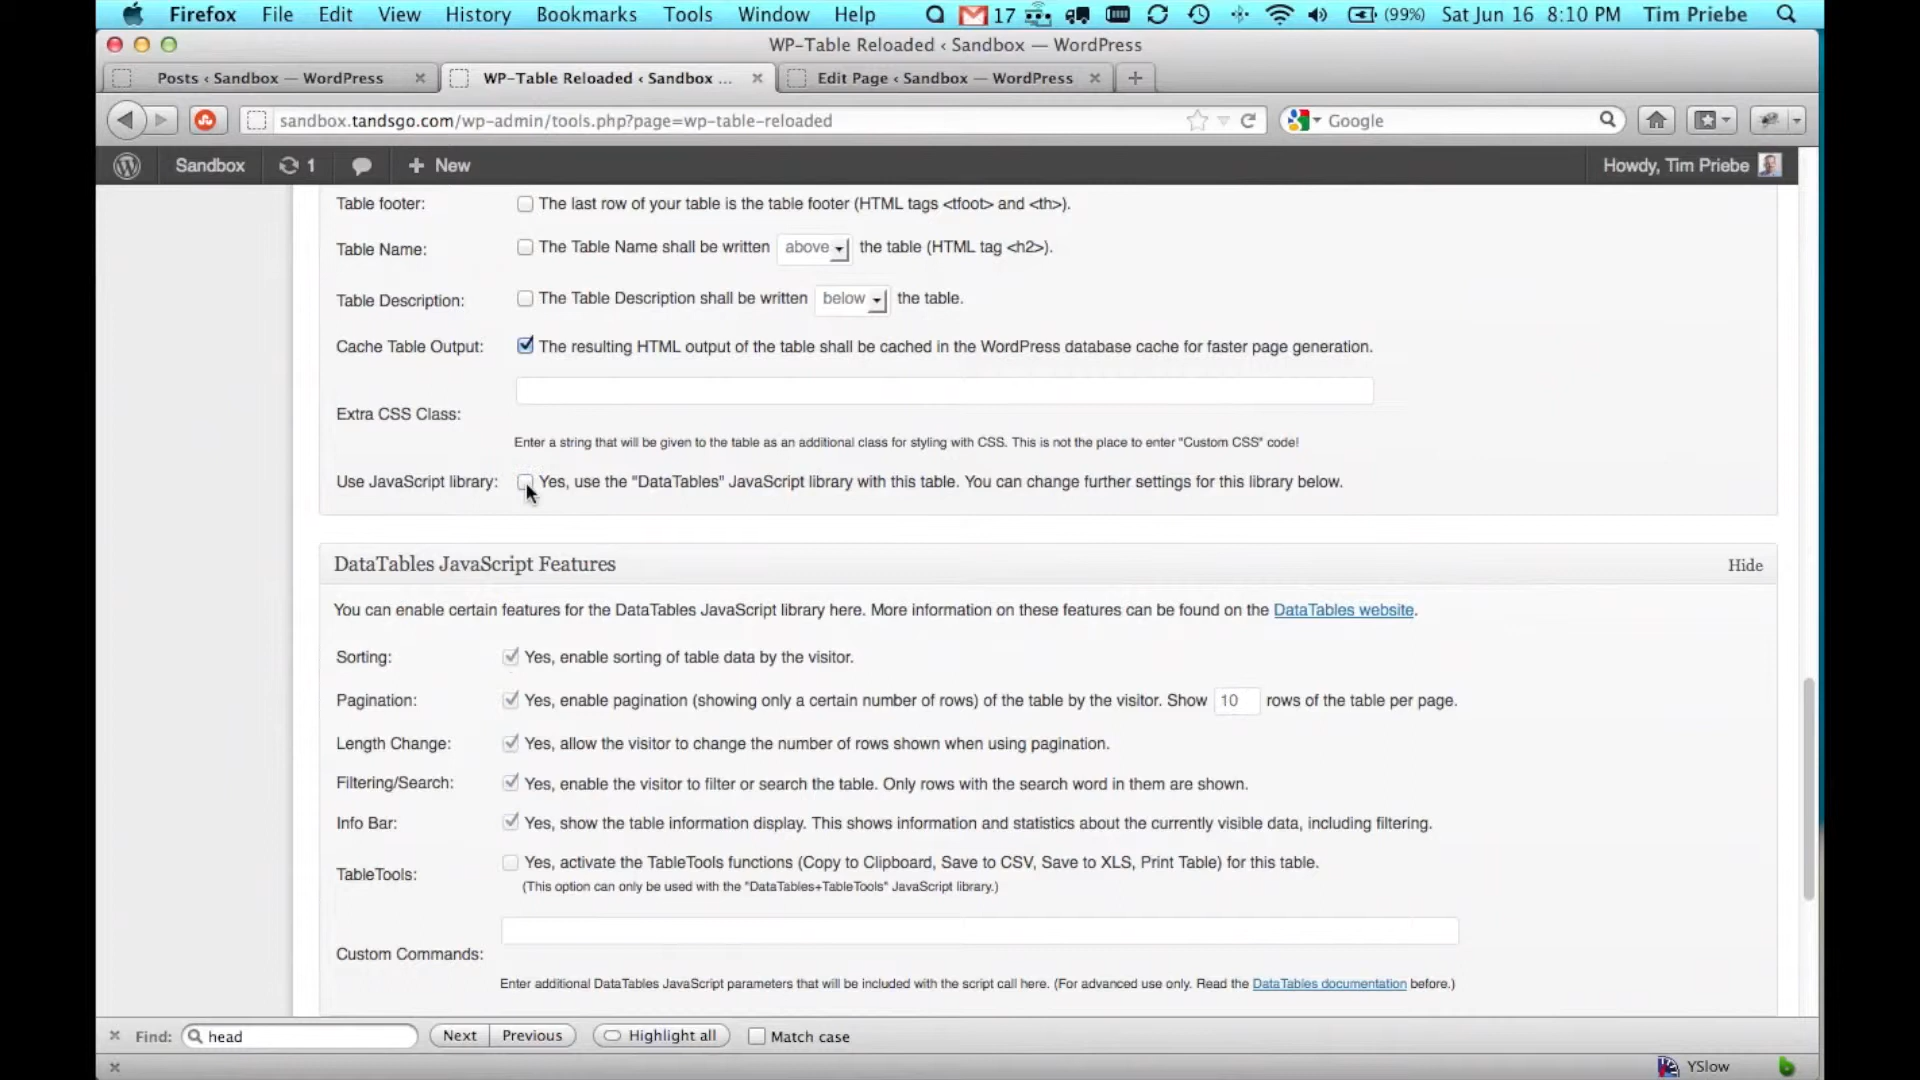 Firefox File Edit View History Bookmarks Tools Window Help 17 (99%) Sat Jun 16 8:10 PM Tim Priebe
WP-Table Reloaded ‹ Sandbox — WordPress
Posts ‹ Sandbox — WordPress WP-Table Reloaded ‹ Sandbox ... Edit Page ‹ Sandbox — WordPress
sandbox.tandsgo.com/wp-admin/tools.php?page=wp-table-reloaded Google
Sandbox 1 + New Howdy, Tim Priebe
Table footer: The last row of your table is the table footer (HTML tags <tfoot> and <th>).
Table Name: The Table Name shall be written above the table (HTML tag <h2>).
Table Description: The Table Description shall be written below the table.
Cache Table Output: The resulting HTML output of the table shall be cached in the WordPress database cache for faster page generation.
Extra CSS Class:
Enter a string that will be given to the table as an additional class for styling with CSS. This is not the place to enter "Custom CSS" code!
Use JavaScript library: Yes, use the "DataTables" JavaScript library with this table. You can change further settings for this library below.
DataTables JavaScript Features Hide
You can enable certain features for the DataTables JavaScript library here. More information on these features can be found on the DataTables website.
Sorting: Yes, enable sorting of table data by the visitor.
Pagination: Yes, enable pagination (showing only a certain number of rows) of the table by the visitor. Show 10 rows of the table per page.
Length Change: Yes, allow the visitor to change the number of rows shown when using pagination.
Filtering/Search: Yes, enable the visitor to filter or search the table. Only rows with the search word in them are shown.
Info Bar: Yes, show the table information display. This shows information and statistics about the currently visible data, including filtering.
TableTools: Yes, activate the TableTools functions (Copy to Clipboard, Save to CSV, Save to XLS, Print Table) for this table.
(This option can only be used with the "DataTables+TableTools" JavaScript library.)
Custom Commands:
Enter additional DataTables JavaScript parameters that will be included with the script call here. (For advanced use only. Read the DataTables documentation before.)
Find: head Next Previous Highlight all Match case
YSlow